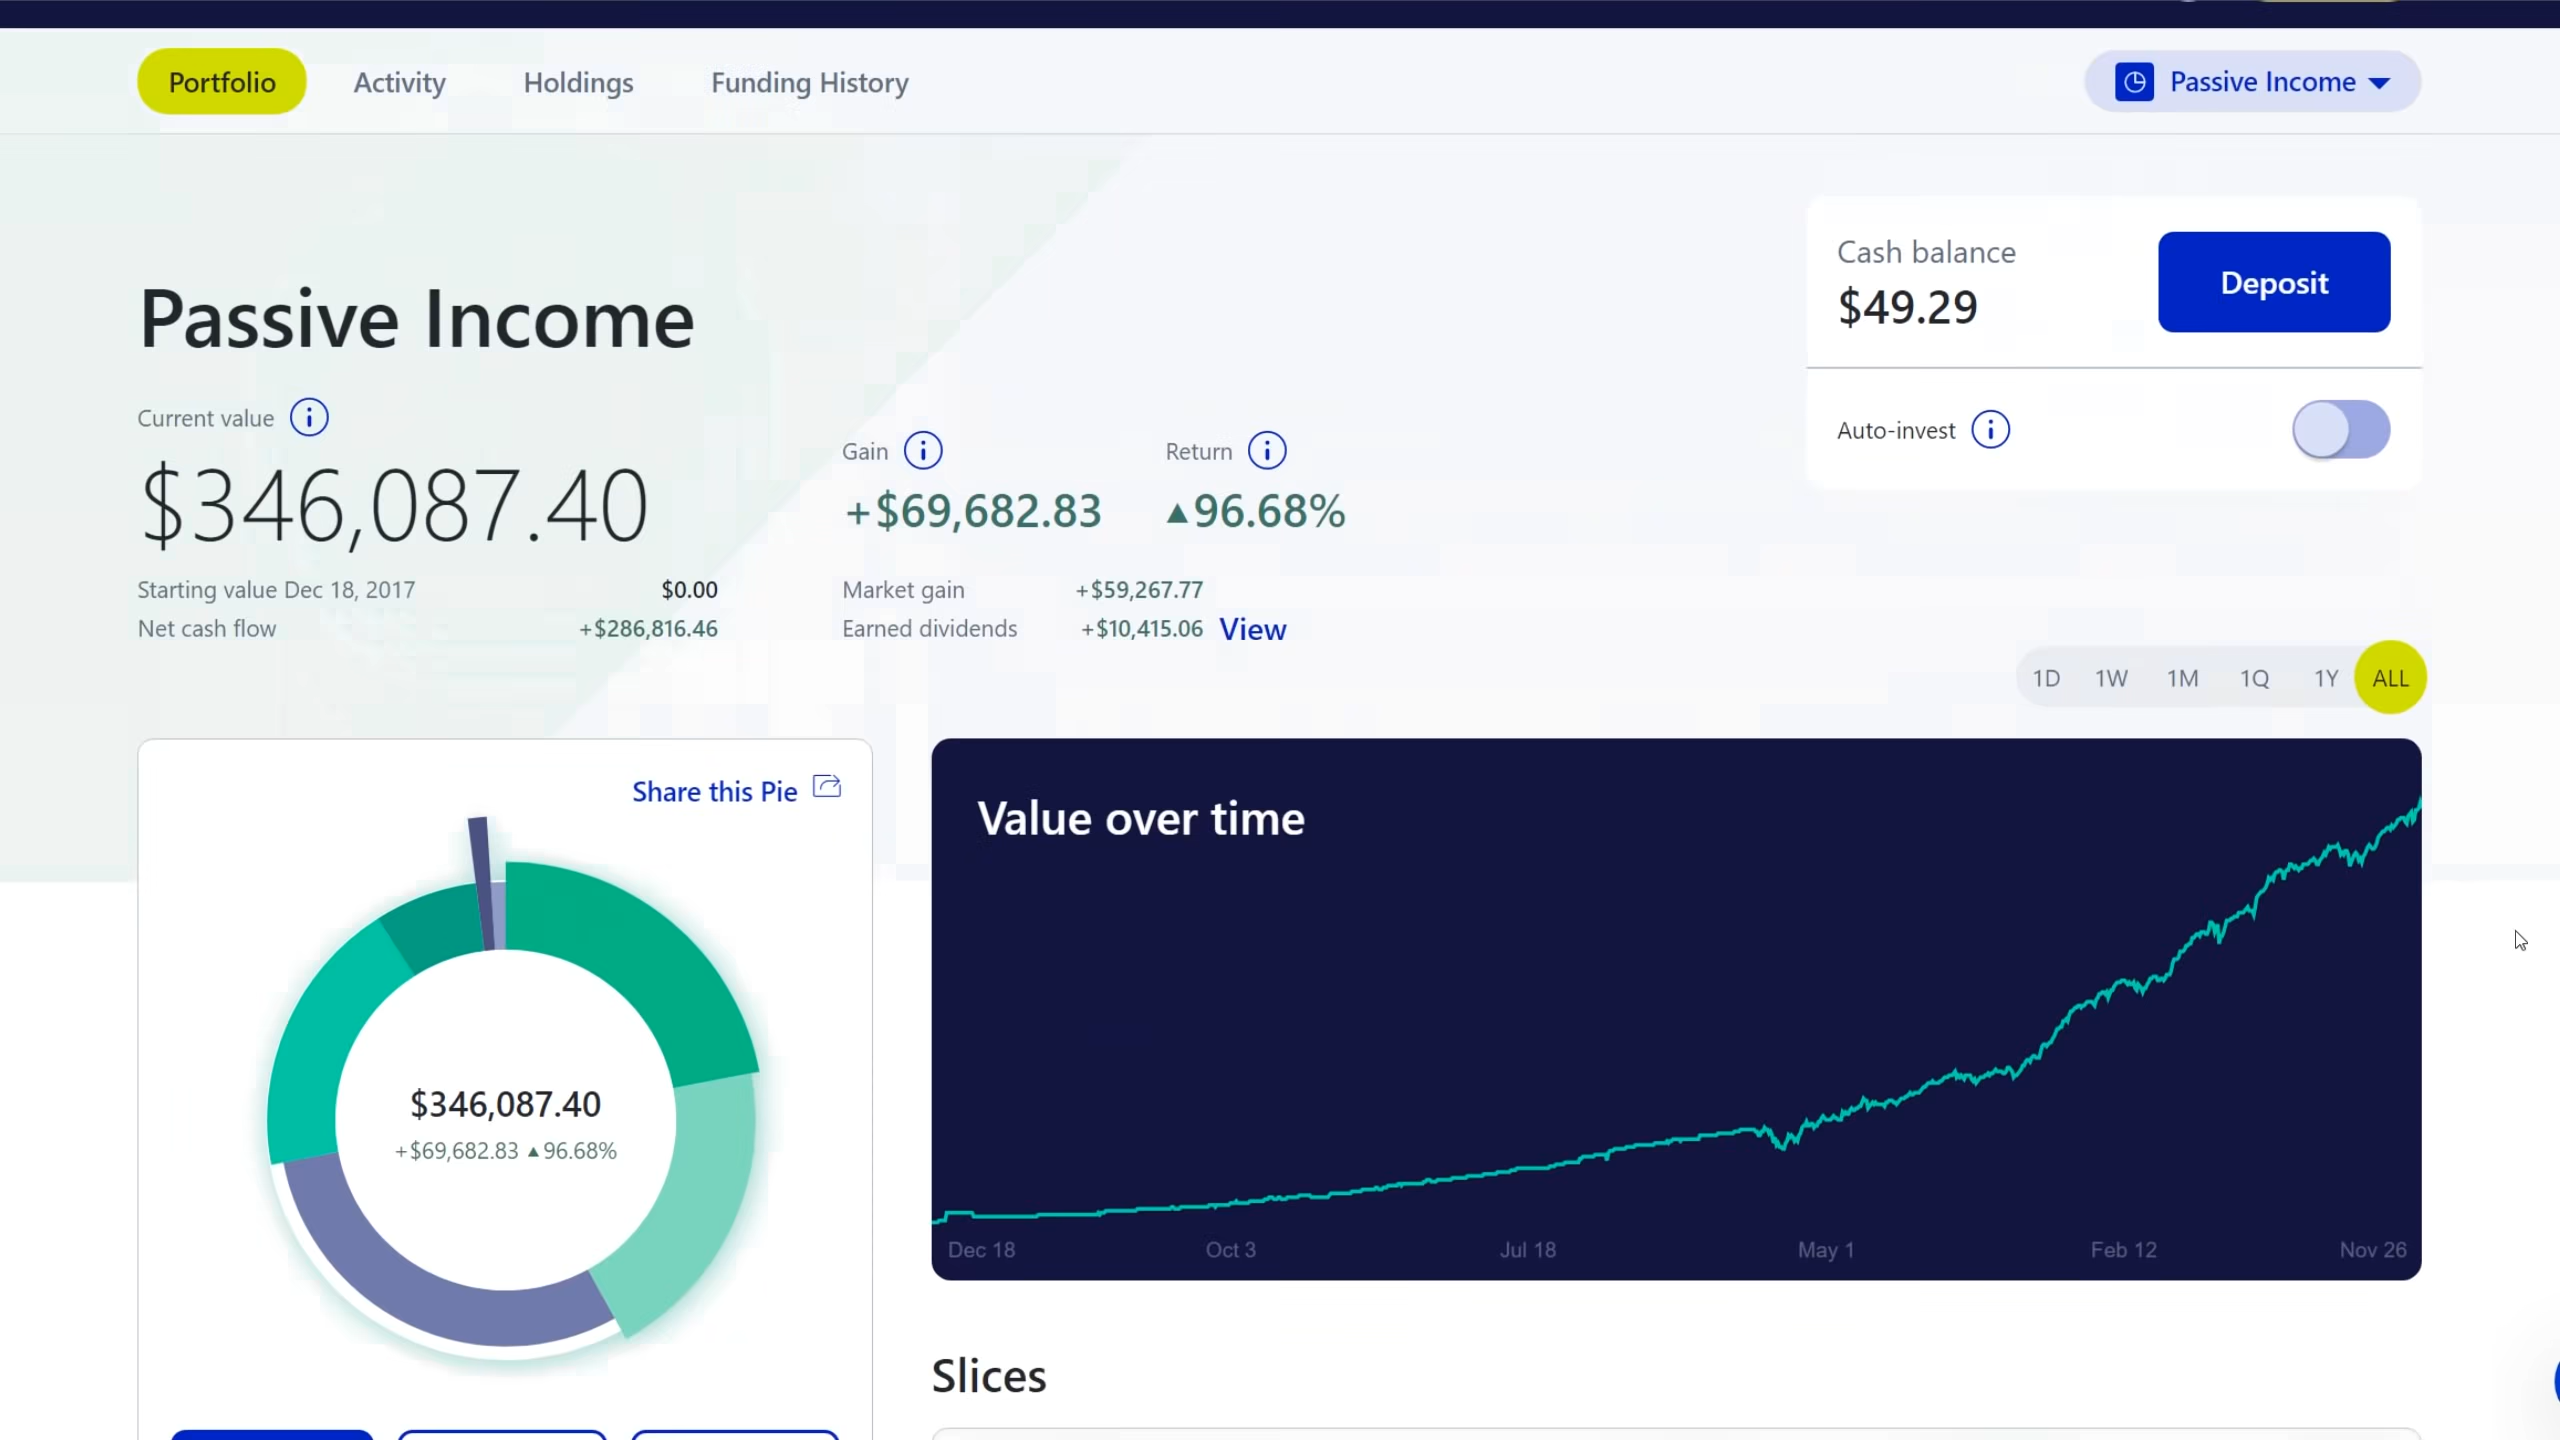 Portfolio Activity Holdings Funding History Passive Income
Cash balance
$49.29
Deposit
Passive Income
Current value
Auto-invest
Gain Return
$346,087.40
+$69,682.83 ▲96.68%
Starting value Dec 18, 2017 $0.00
Market gain +$59,267.77
Net cash flow +$286,816.46
Earned dividends +$10,415.06 View
1D 1W 1M 1Q 1Y ALL
Share this Pie
$346,087.40
+$69,682.83 ▲96.68%
Value over time
Dec 18 Oct 3 Jul 18 May 1 Feb 12 Nov 26
Slices